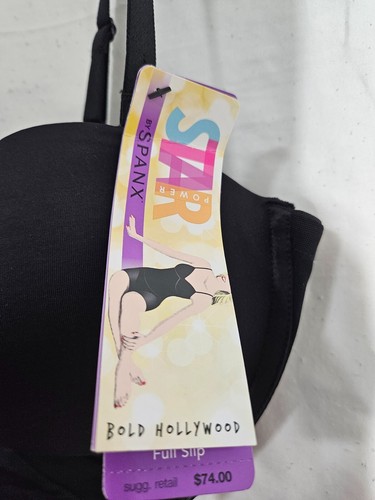 STAR
POWER
BY SPANX
BOLD HOLLYWOOD
Full Slip
sugg. retail $74.00